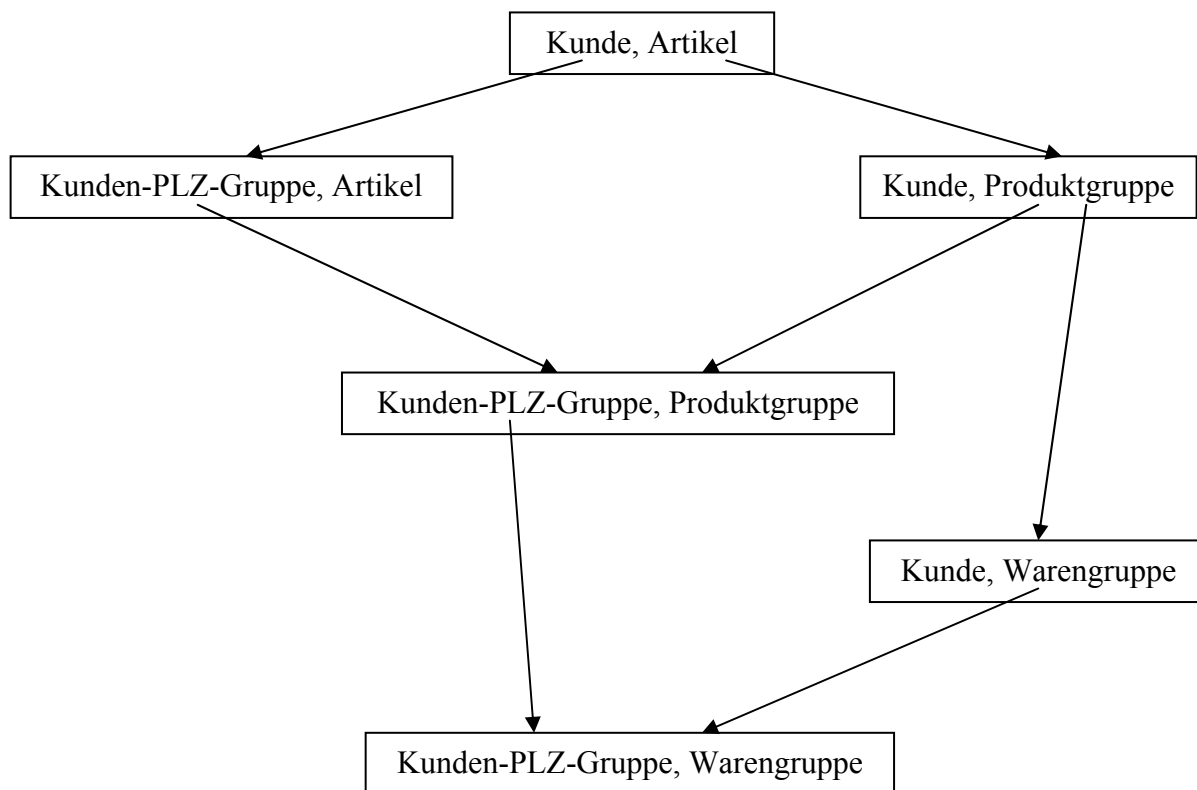 Kunde, Artikel
Kunden-PLZ-Gruppe, Artikel
Kunde, Produktgruppe
Kunden-PLZ-Gruppe, Produktgruppe
Kunde, Warengruppe
Kunden-PLZ-Gruppe, Warengruppe